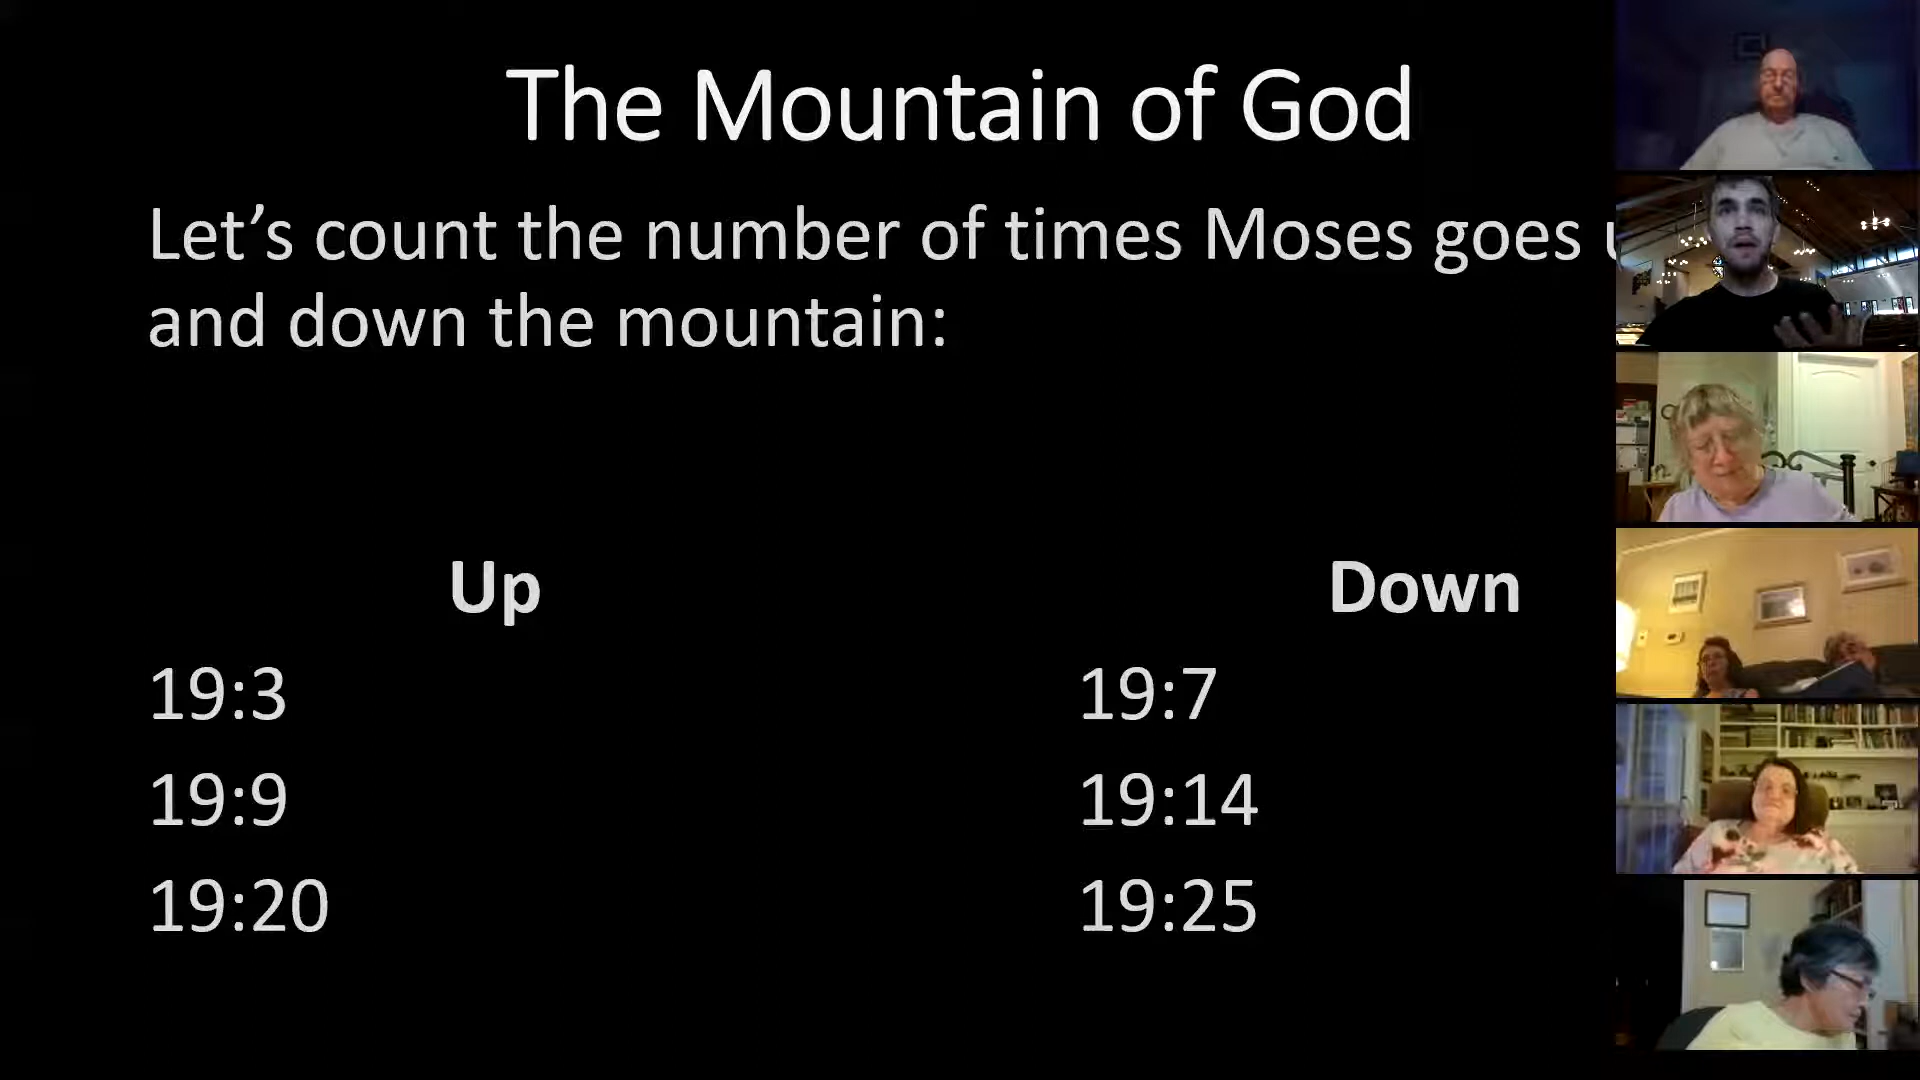 The Mountain of God
Let’s count the number of times Moses goes
and down the mountain:
Up Down
19:3 19:7
19:9 19:14
19:20 19:25